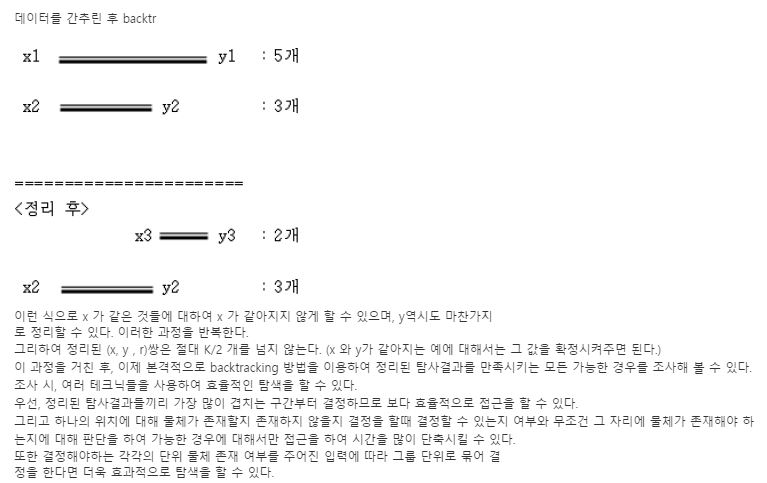 데이터를 간추린 후 backtr
x1 y1 : 5개
x2 y2 : 3개
=======================
<정리 후>
x3 y3 : 2개
x2 y2 : 3개
이런 식으로 x 가 같은 것들에 대하여 x 가 같아지지 않게 할 수 있으며, y역시도 마찬가지
로 정리할 수 있다. 이러한 과정을 반복한다.
그리하여 정리된 (x, y , r)쌍은 절대 K/2 개를 넘지 않는다. (x 와 y가 같아지는 예에 대해서는 그 값을 확정시켜주면 된다.)
이 과정을 거친 후, 이제 본격적으로 backtracking 방법을 이용하여 정리된 탐사결과를 만족시키는 모든 가능한 경우를 조사해 볼 수 있다.
조사 시, 여러 테크닉들을 사용하여 효율적인 탐색을 할 수 있다.
우선, 정리된 탐사결과들끼리 가장 많이 겹치는 구간부터 결정하므로 보다 효율적으로 접근을 할 수 있다.
그리고 하나의 위치에 대해 물체가 존재할지 존재하지 않을지 결정을 할때 결정할 수 있는지 여부와 무조건 그 자리에 물체가 존재해야 하
는지에 대해 판단을 하여 가능한 경우에 대해서만 접근을 하여 시간을 많이 단축시킬 수 있다.
또한 결정해야하는 각각의 단위 물체 존재 여부를 주어진 입력에 따라 그룹 단위로 묶어 결
정을 한다면 더욱 효과적으로 탐색을 할 수 있다.